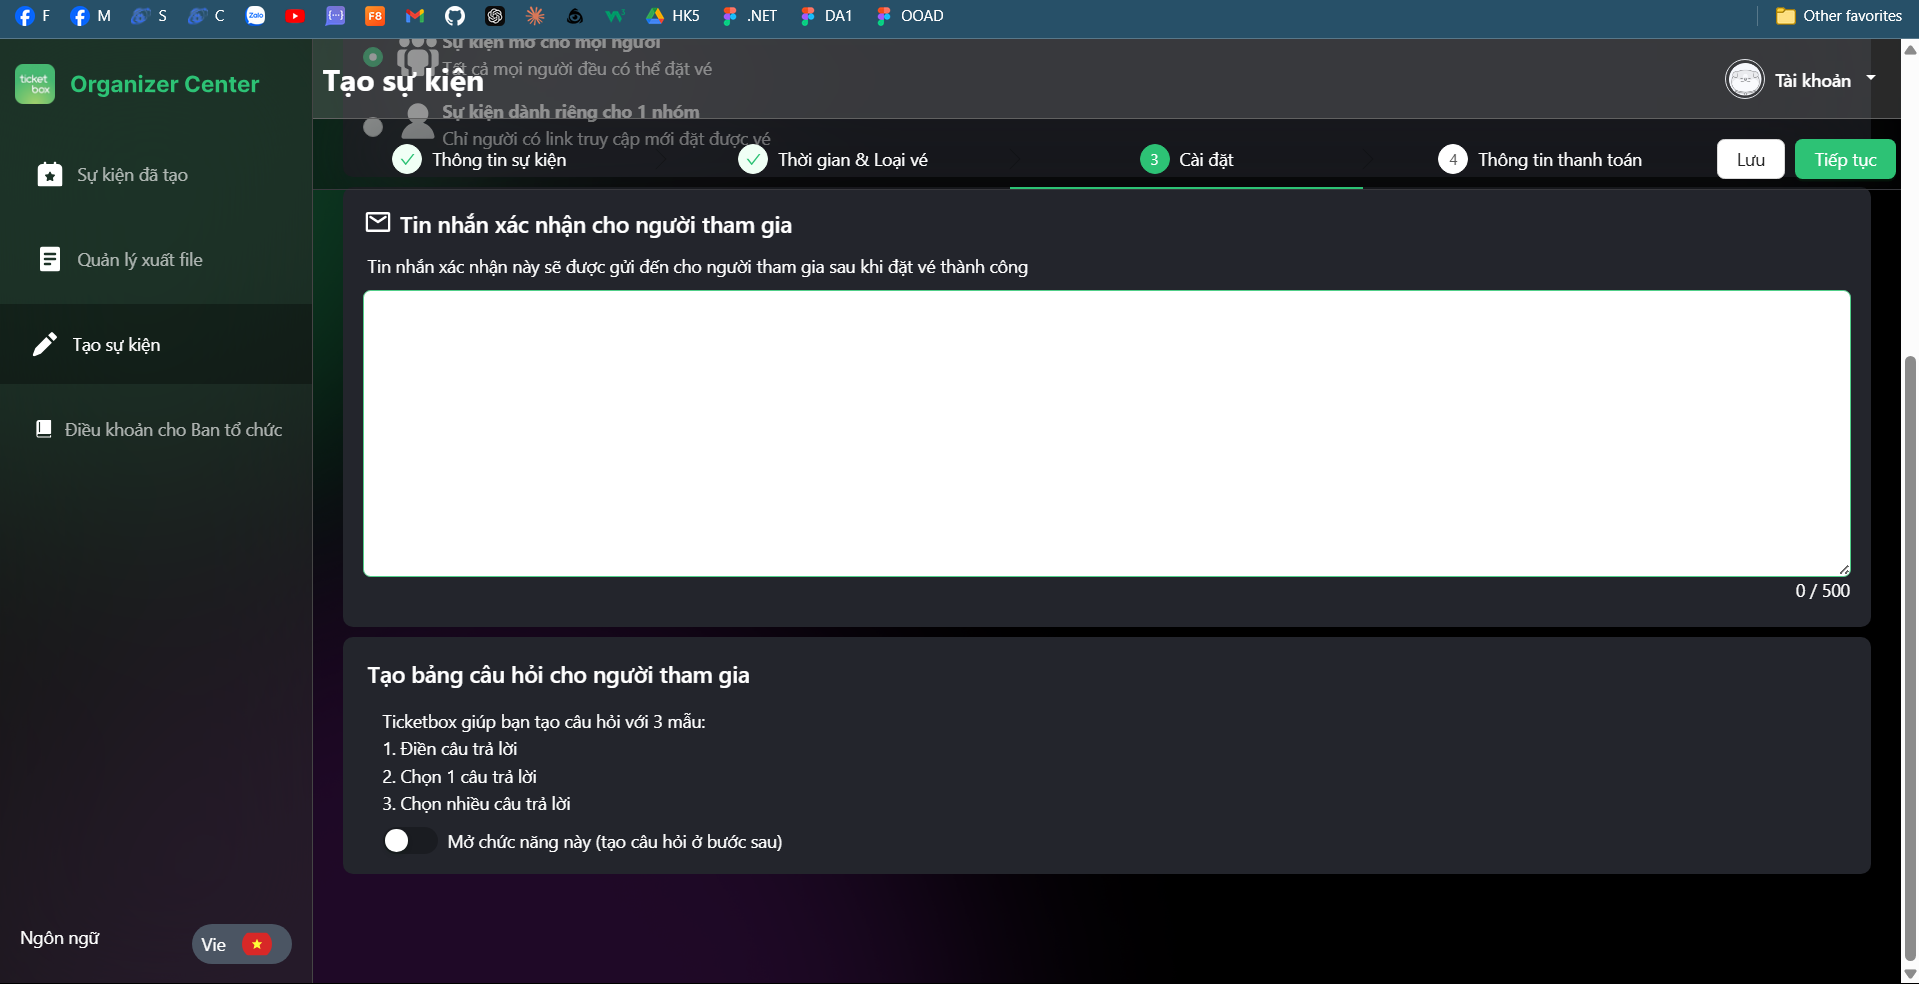 F
M
S
Zalo
F8
C
HK5
.NET
DA1
OOAD
Other favorites
ticket box
Organizer Center
Sự kiện đã tạo
Quản lý xuất file
Tạo sự kiện
Điều khoản cho Ban tổ chức
Ngôn ngữ
Vie
Sự kiện mở cho mọi người
Tất cả mọi người đều có thể đặt vé
Tạo sự kiện
Tài khoản
Sự kiện dành riêng cho 1 nhóm
Chỉ người có link truy cập mới đặt được vé
Thông tin sự kiện
Thời gian & Loại vé
3 Cài đặt
4 Thông tin thanh toán
Lưu
Tiếp tục
Tin nhắn xác nhận cho người tham gia
Tin nhắn xác nhận này sẽ được gửi đến cho người tham gia sau khi đặt vé thành công
0 / 500
Tạo bảng câu hỏi cho người tham gia
Ticketbox giúp bạn tạo câu hỏi với 3 mẫu:
1. Điền câu trả lời
2. Chọn 1 câu trả lời
3. Chọn nhiều câu trả lời
Mở chức năng này (tạo câu hỏi ở bước sau)